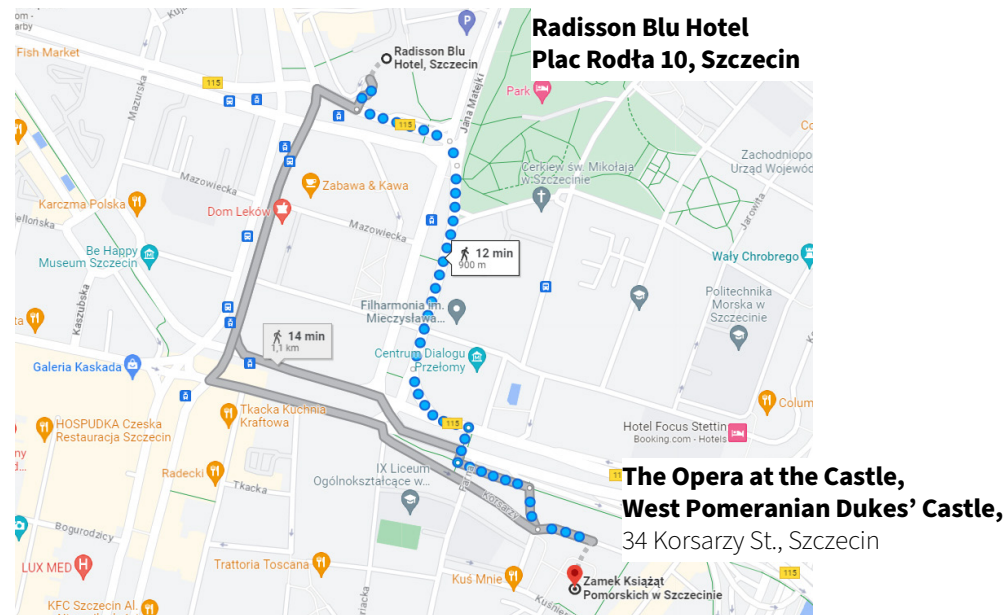 Radisson Blu Hotel
Plac Rodła 10, Szczecin
Fish Market
115
P
Radisson Blu
Hotel, Szczecin
Mazurska
Jana Matejki
Park
115
Cerkiew św. Mikołaja
w Szczecinie
Zachodniopo
Urząd Wojewó
Mazowiecka
Zabawa & Kawa
Karczma Polska
Dom Leków
Mazowiecka
Jarowita
Be Happy
Museum Szczecin
12 min
900 m
Wały Chrobrego
Kaszubska
Politechnika
Morska w
Szczecinie
Filharmonia im.
Mieczysława...
14 min
1,1 km
Galeria Kaskada
Centrum Dialogu
Przełomy
Tkacka Kuchnia
Kraftowa
Colum
HOSPUDKA Czeska
Restauracja Szczecin
115
Hotel Focus Stettin
Booking.com - Hotels
Radecki
IX Liceum
Ogólnokształcące w...
Tkacka
Korsarzy
The Opera at the Castle,
West Pomeranian Dukes’ Castle,
34 Korsarzy St., Szczecin
Bogurodzicy
LUX MED
H
Trattoria Toscana
Kuś Mnie
Zamek Książąt
Pomorskich w Szczecinie
115
KFC Szczecin Al.